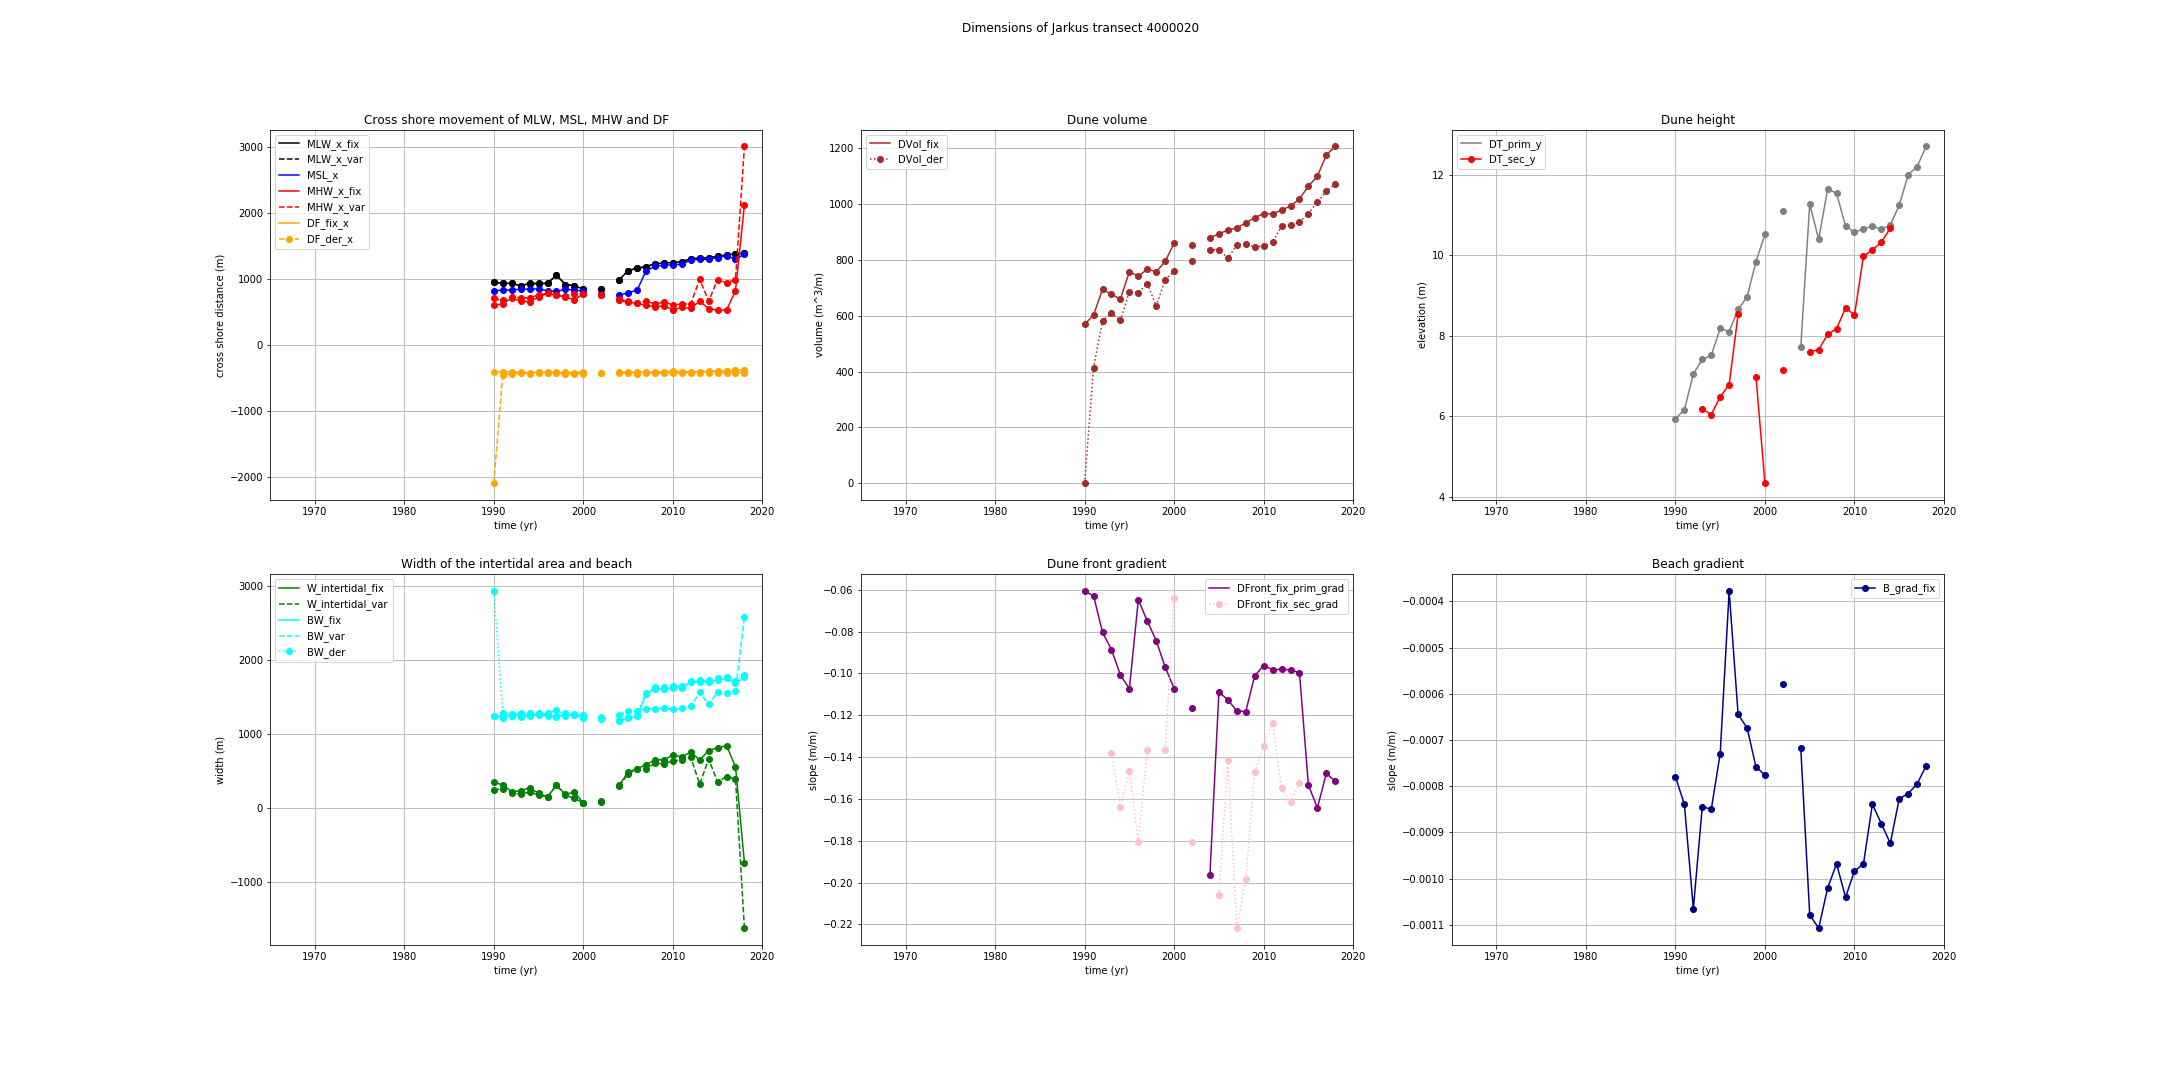 Dimensions of Jarkus transect 4000020
Cross shore movement of MLW, MSL, MHW and DF
3000
2000
1000
0
−1000
−2000
cross shore distance (m)
MLW_x_fix
MLW_x_var
MSL_x
MHW_x_fix
MHW_x_var
DF_fix_x
DF_der_x
1970
1980
1990
2000
2010
2020
time (yr)
Dune volume
1200
1000
800
600
400
200
0
volume (m^3/m)
DVol_fix
DVol_der
1970
1980
1990
2000
2010
2020
time (yr)
Dune height
12
10
8
6
4
elevation (m)
DT_prim_y
DT_sec_y
1970
1980
1990
2000
2010
2020
time (yr)
Width of the intertidal area and beach
3000
2000
1000
0
−1000
width (m)
W_intertidal_fix
W_intertidal_var
BW_fix
BW_var
BW_der
1970
1980
1990
2000
2010
2020
time (yr)
Dune front gradient
−0.06
−0.08
−0.10
−0.12
−0.14
−0.16
−0.18
−0.20
−0.22
slope (m/m)
DFront_fix_prim_grad
DFront_fix_sec_grad
1970
1980
1990
2000
2010
2020
time (yr)
Beach gradient
−0.0004
−0.0005
−0.0006
−0.0007
−0.0008
−0.0009
−0.0010
−0.0011
slope (m/m)
B_grad_fix
1970
1980
1990
2000
2010
2020
time (yr)